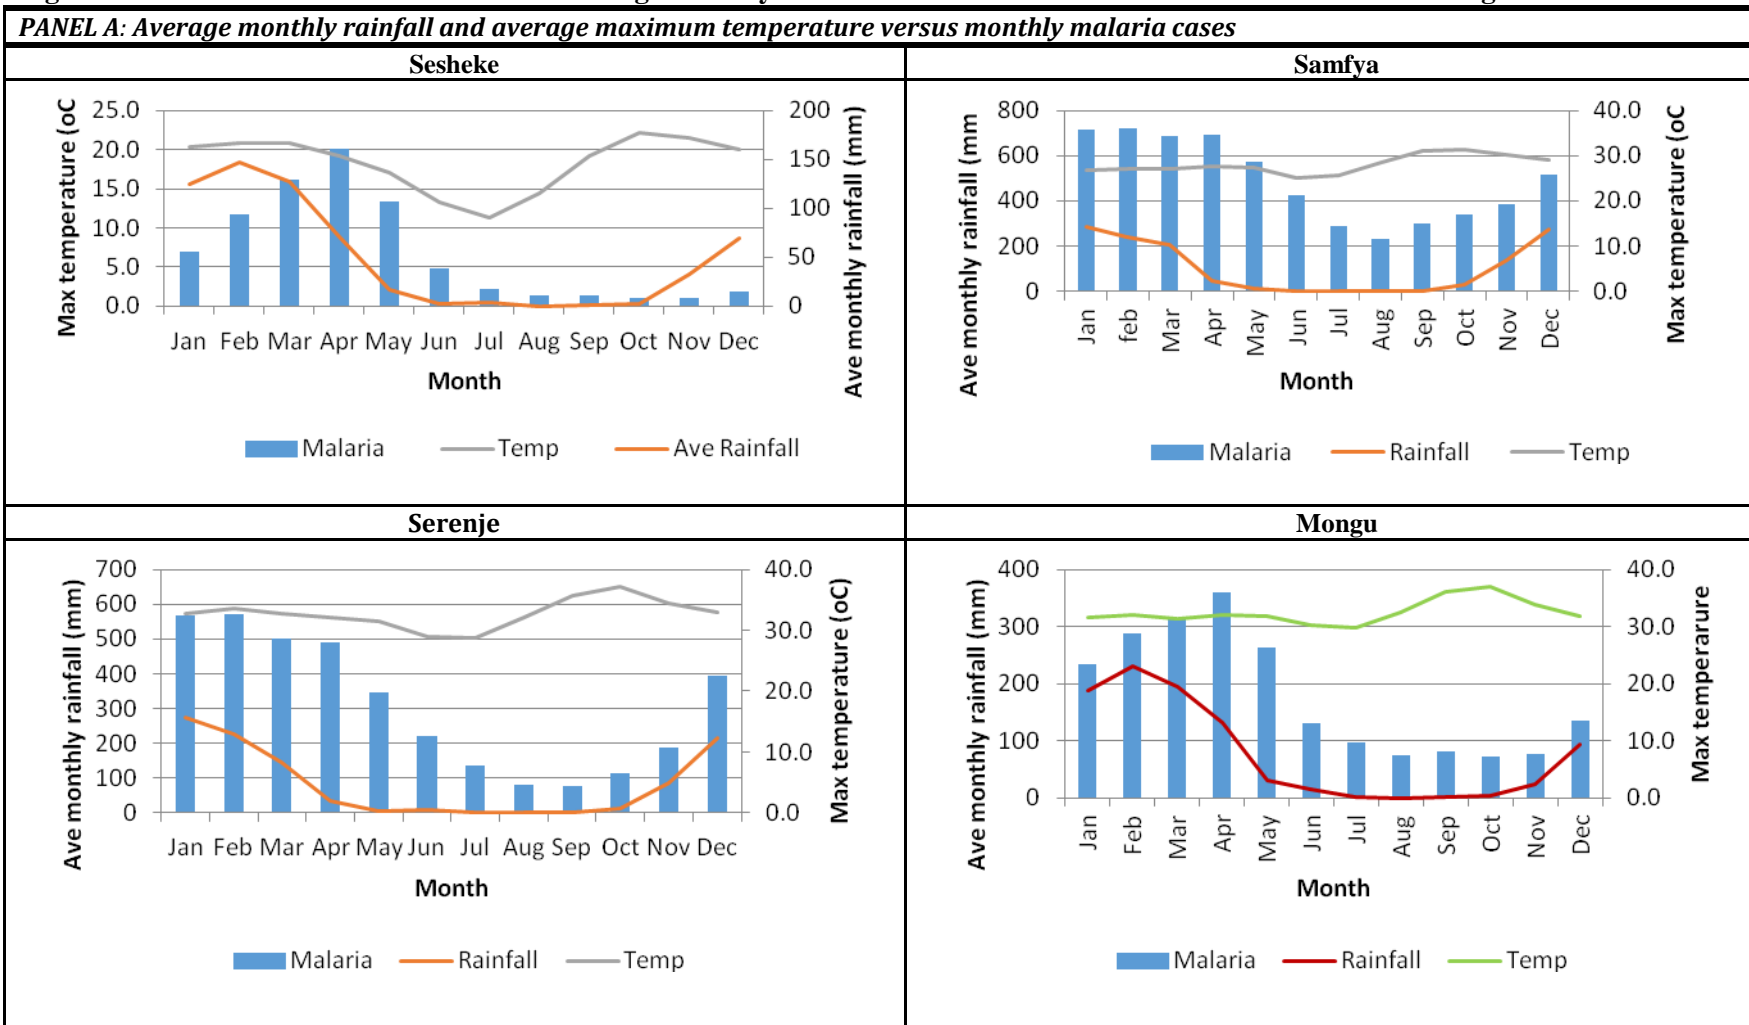 PANEL A: Average monthly rainfall and average maximum temperature versus monthly malaria cases
Sesheke
Max temperature (oC
25.0
20.0
15.0
10.0
5.0
0.0
200
150
100
50
0
Ave monthly rainfall (mm)
Jan Feb Mar Apr May Jun Jul Aug Sep Oct Nov Dec
Month
Malaria Temp Ave Rainfall
Samfya
Ave monthly rainfall (mm
800
600
400
200
0
40.0
30.0
20.0
10.0
0.0
Max temperature (oC
Jan feb Mar Apr May Jun Jul Aug Sep Oct Nov Dec
Month
Malaria Rainfall Temp
Serenje
Ave monthly rainfall (mm)
700
600
500
400
300
200
100
0
40.0
30.0
20.0
10.0
0.0
Max temperature (oC)
Jan Feb Mar Apr May Jun Jul Aug Sep Oct Nov Dec
Month
Malaria Rainfall Temp
Mongu
Ave monthly rainfall (mm)
400
300
200
100
0
40.0
30.0
20.0
10.0
0.0
Max temperarure
Jan Feb Mar Apr May Jun Jul Aug Sep Oct Nov Dec
Month
Malaria Rainfall Temp